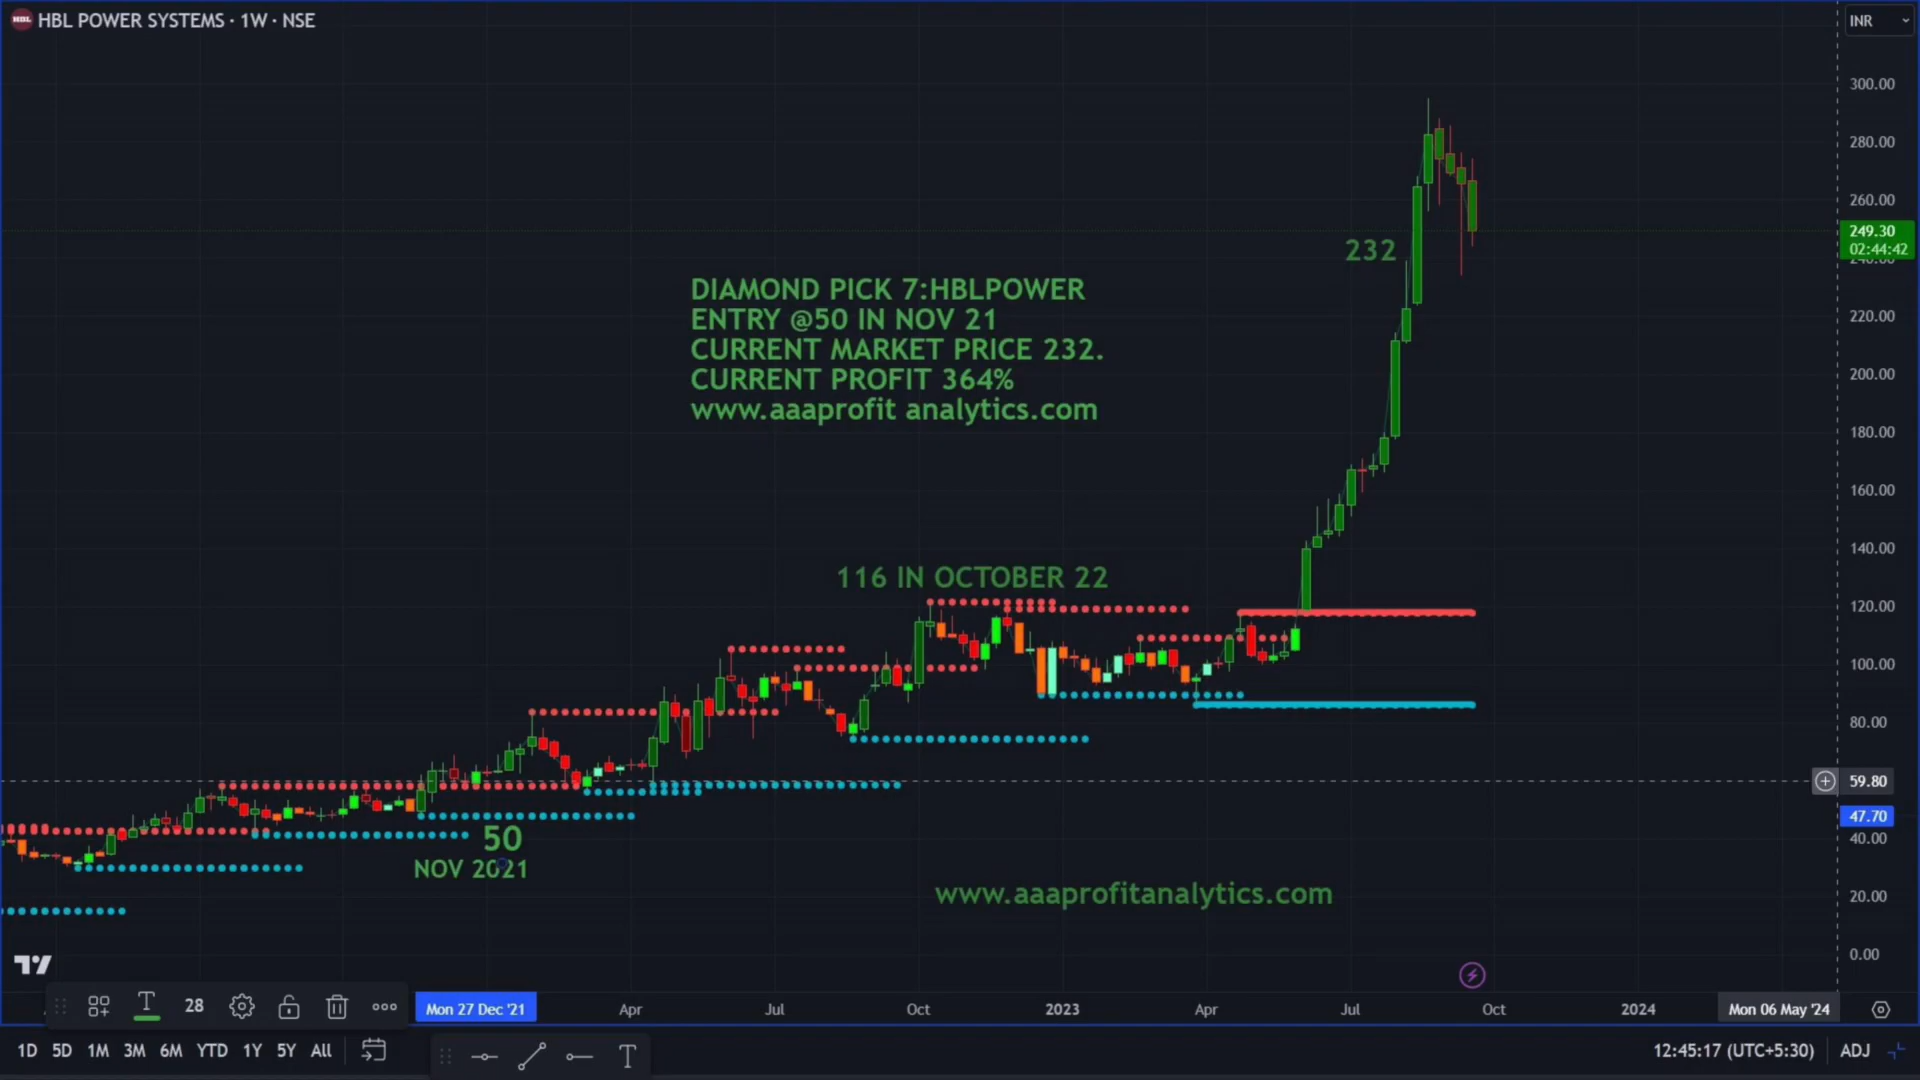 HBL HBL POWER SYSTEMS · 1W · NSE
INR
300.00
280.00
260.00
249.30
02:44:42
240.00
220.00
200.00
180.00
160.00
140.00
120.00
100.00
80.00
59.80
47.70
40.00
20.00
0.00
232
DIAMOND PICK 7:HBLPOWER
ENTRY @50 IN NOV 21
CURRENT MARKET PRICE 232.
CURRENT PROFIT 364%
www.aaaprofit analytics.com
116 IN OCTOBER 22
50
NOV 2021
www.aaaprofitanalytics.com
T 28
Mon 27 Dec '21 Apr Jul Oct 2023 Apr Jul Oct 2024 Mon 06 May '24
1D 5D 1M 3M 6M YTD 1Y 5Y All T 12:45:17 (UTC+5:30) ADJ